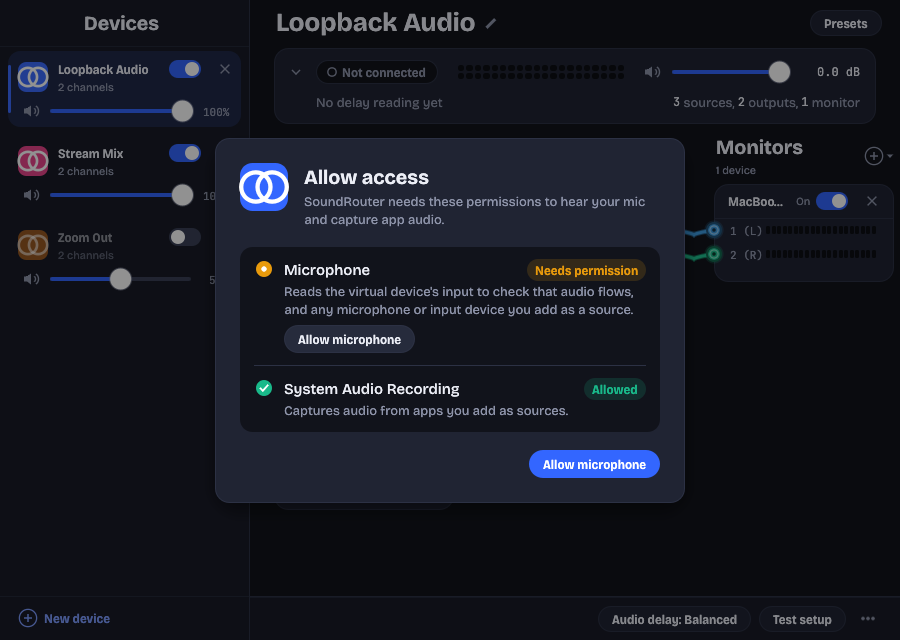 Devices
Loopback Audio
2 channels
100%
Stream Mix
2 channels
Zoom Out
2 channels
New device
Loopback Audio
Presets
Not connected
0.0 dB
No delay reading yet
3 sources, 2 outputs, 1 monitor
Monitors
1 device
MacBoo... On
1 (L)
2 (R)
Allow access
SoundRouter needs these permissions to hear your mic
and capture app audio.
Microphone
Needs permission
Reads the virtual device's input to check that audio flows,
and any microphone or input device you add as a source.
Allow microphone
System Audio Recording
Allowed
Captures audio from apps you add as sources.
Allow microphone
Audio delay: Balanced
Test setup